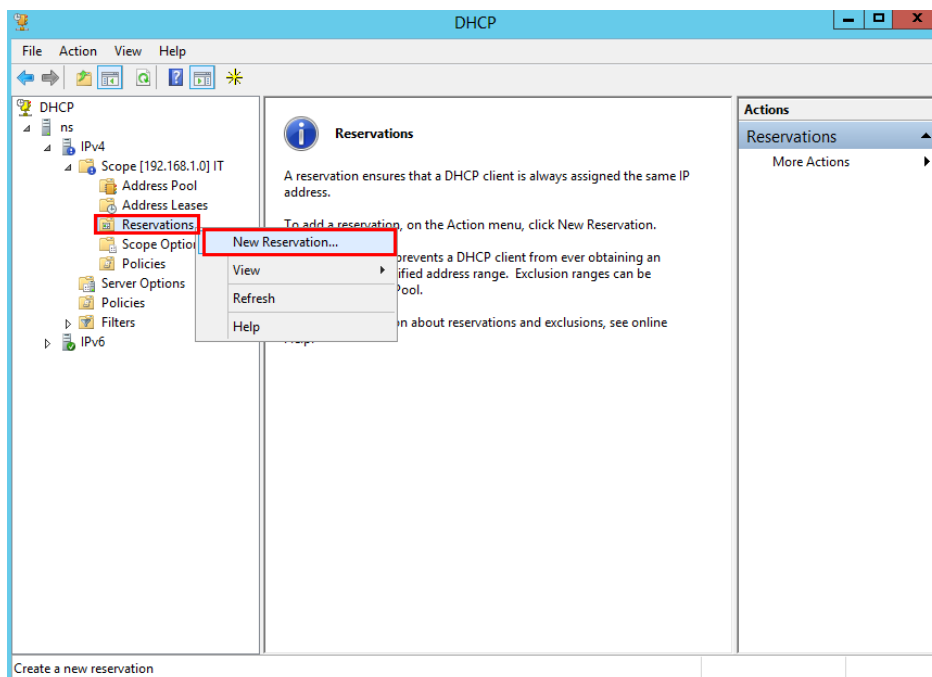 DHCP
File Action View Help
DHCP
ns
IPv4
Scope [192.168.1.0] IT
Address Pool
Address Leases
Reservations
Scope Optio
Policies
Server Options
Policies
Filters
IPv6
New Reservation...
View
Refresh
Help
Reservations
A reservation ensures that a DHCP client is always assigned the same IP
address.
To add a reservation, on the Action menu, click New Reservation.
prevents a DHCP client from ever obtaining an
ified address range. Exclusion ranges can be
Pool.
n about reservations and exclusions, see online
Actions
Reservations
More Actions
Create a new reservation